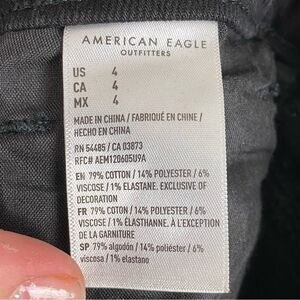 AMERICAN EAGLE
OUTFITTERS
US 4
CA 4
MX 4
MADE IN CHINA / FABRIQUÉ EN CHINE /
HECHO EN CHINA
RN 54485 / CA 03873
RFC# AEM120605U9A
EN 79% COTTON / 14% POLYESTER / 6%
VISCOSE / 1% ELASTANE. EXCLUSIVE OF
DECORATION
FR 79% COTON / 14% POLYESTER / 6%
VISCOSE / 1% ÉLASTHANNE. À L'EXCEPTION
DE LA GARNITURE
SP 79% algodón / 14% poliéster / 6%
viscosa / 1% elastano